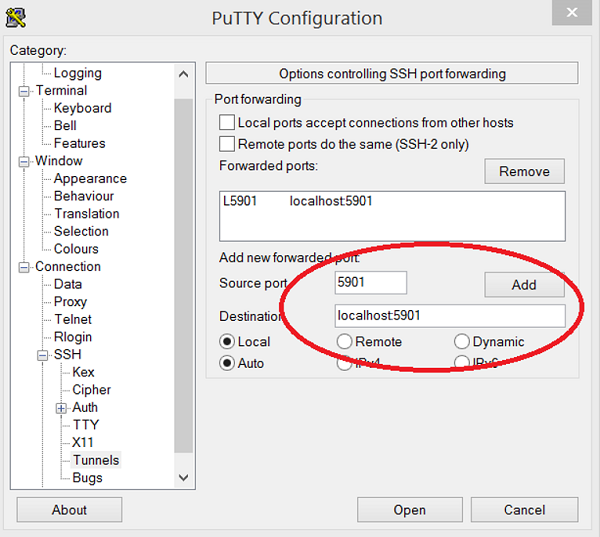 PuTTY Configuration
Category:
Logging
Terminal
Keyboard
Bell
Features
Window
Appearance
Behaviour
Translation
Selection
Colours
Connection
Data
Proxy
Telnet
Rlogin
SSH
Kex
Cipher
Auth
TTY
X11
Tunnels
Bugs
Options controlling SSH port forwarding
Port forwarding
Local ports accept connections from other hosts
Remote ports do the same (SSH-2 only)
Forwarded ports:
Remove
L5901 localhost:5901
Add new forwarded port:
Source port 5901 Add
Destination localhost:5901
Local Remote Dynamic
Auto IPv4 IPv6
About Open Cancel